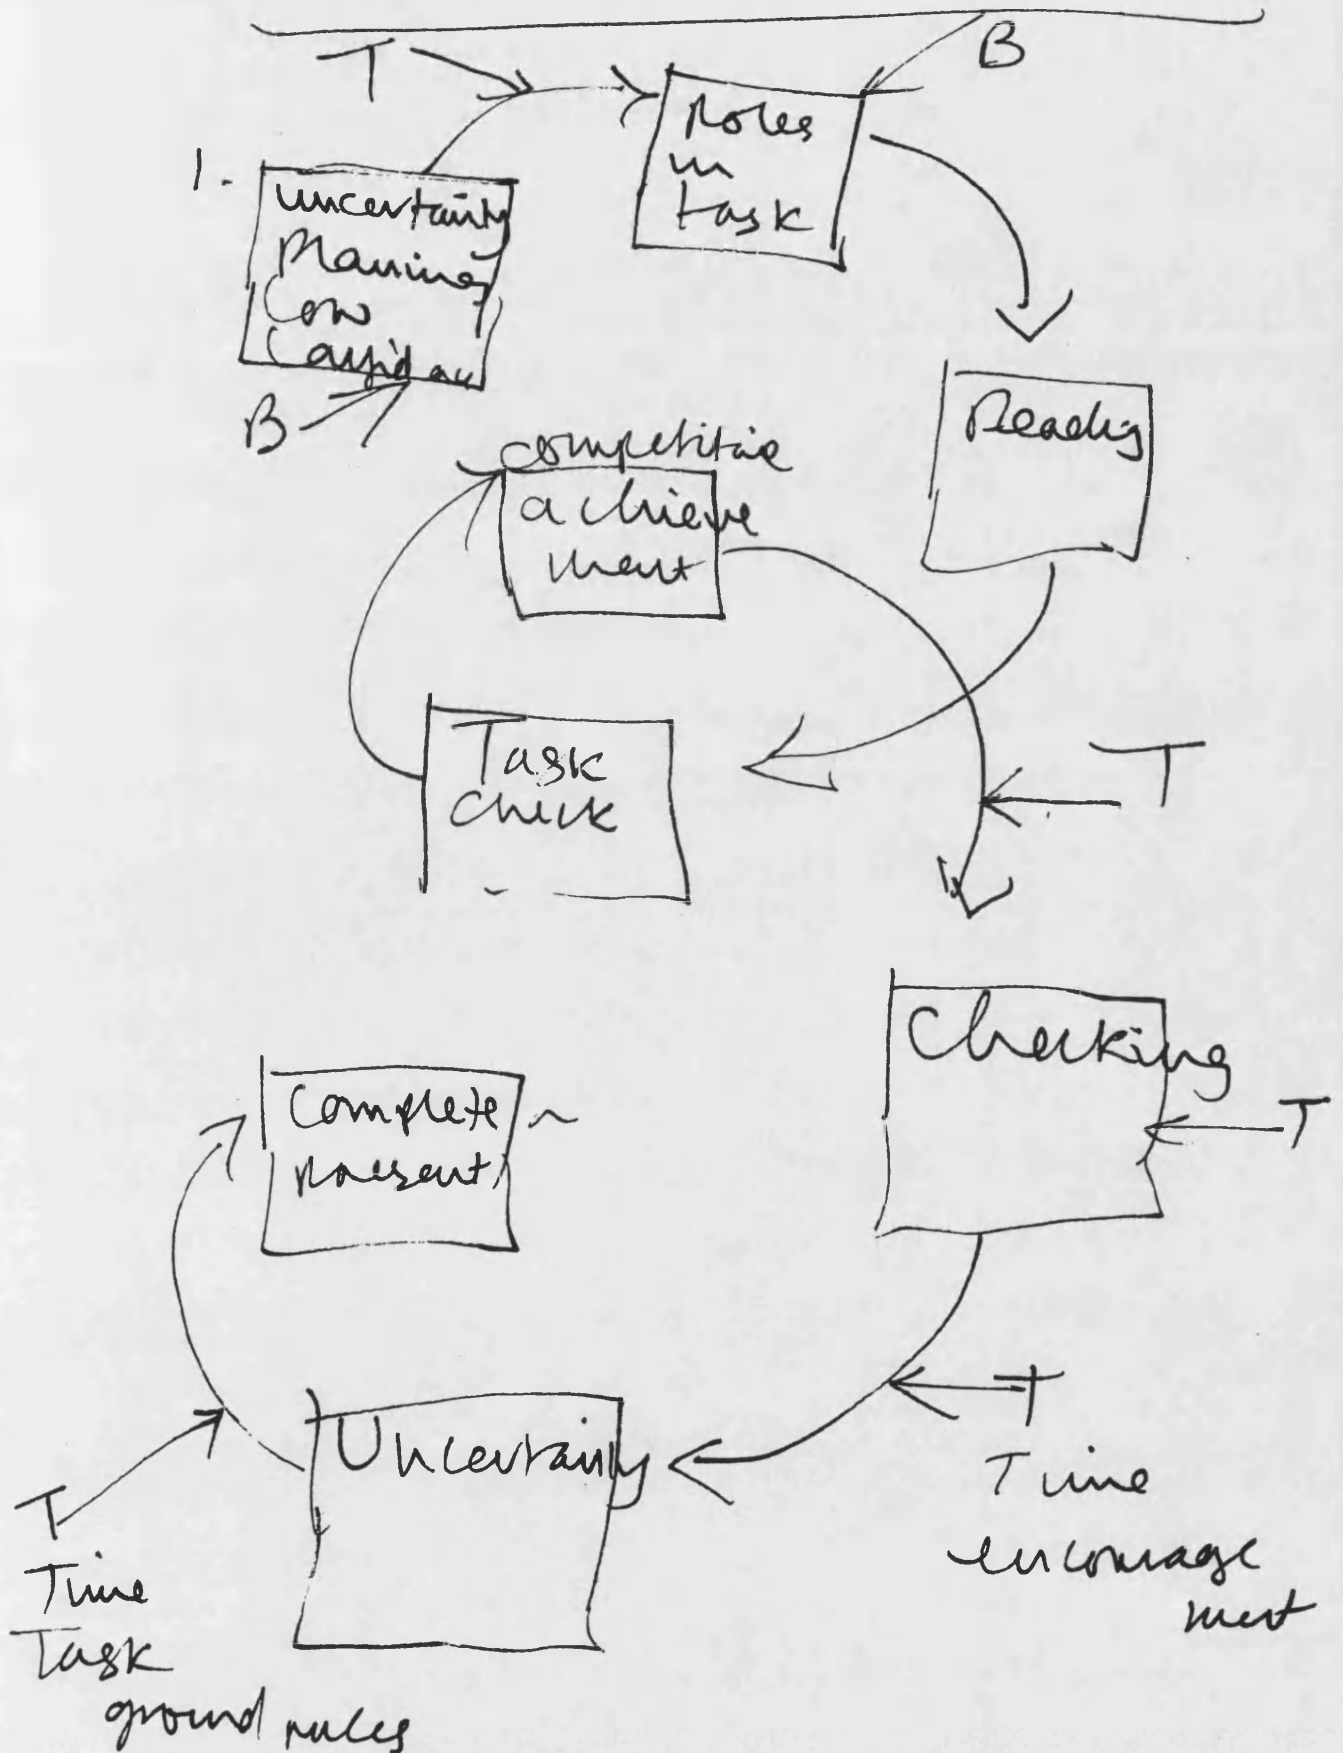 T
B
1.
uncertainty
Planning
Low
Confidence
B
Roles
in
task
Reading
competitive
achieve
ment
Task
check
T
Checking
T
Complete
present
T
Time
encourage
ment
Uncertainty
T
Time
Task
ground rules